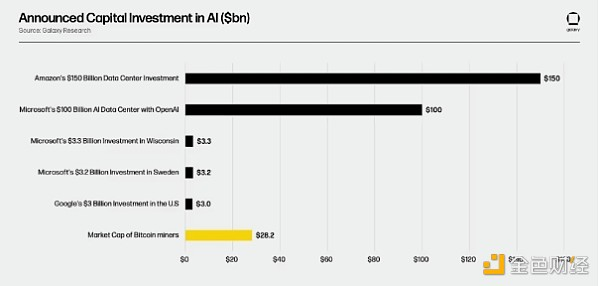 Announced Capital Investment in AI ($bn)
Source: Galaxy Research
galaxy
Amazon's $150 Billion Data Center Investment
$150
Microsoft's $100 Billion AI Data Center with OpenAI
$100
Microsoft's $3.3 Billion Investment In Wisconsin
$3.3
Microsoft's $3.2 Billion Investment in Sweden
$3.2
Google's $3 Billion Investment in the U.S
$3.0
Market Cap of Bitcoin miners
$28.2
$0 $20 $40 $60 $80 $100 $120 $140 $160
金色财经